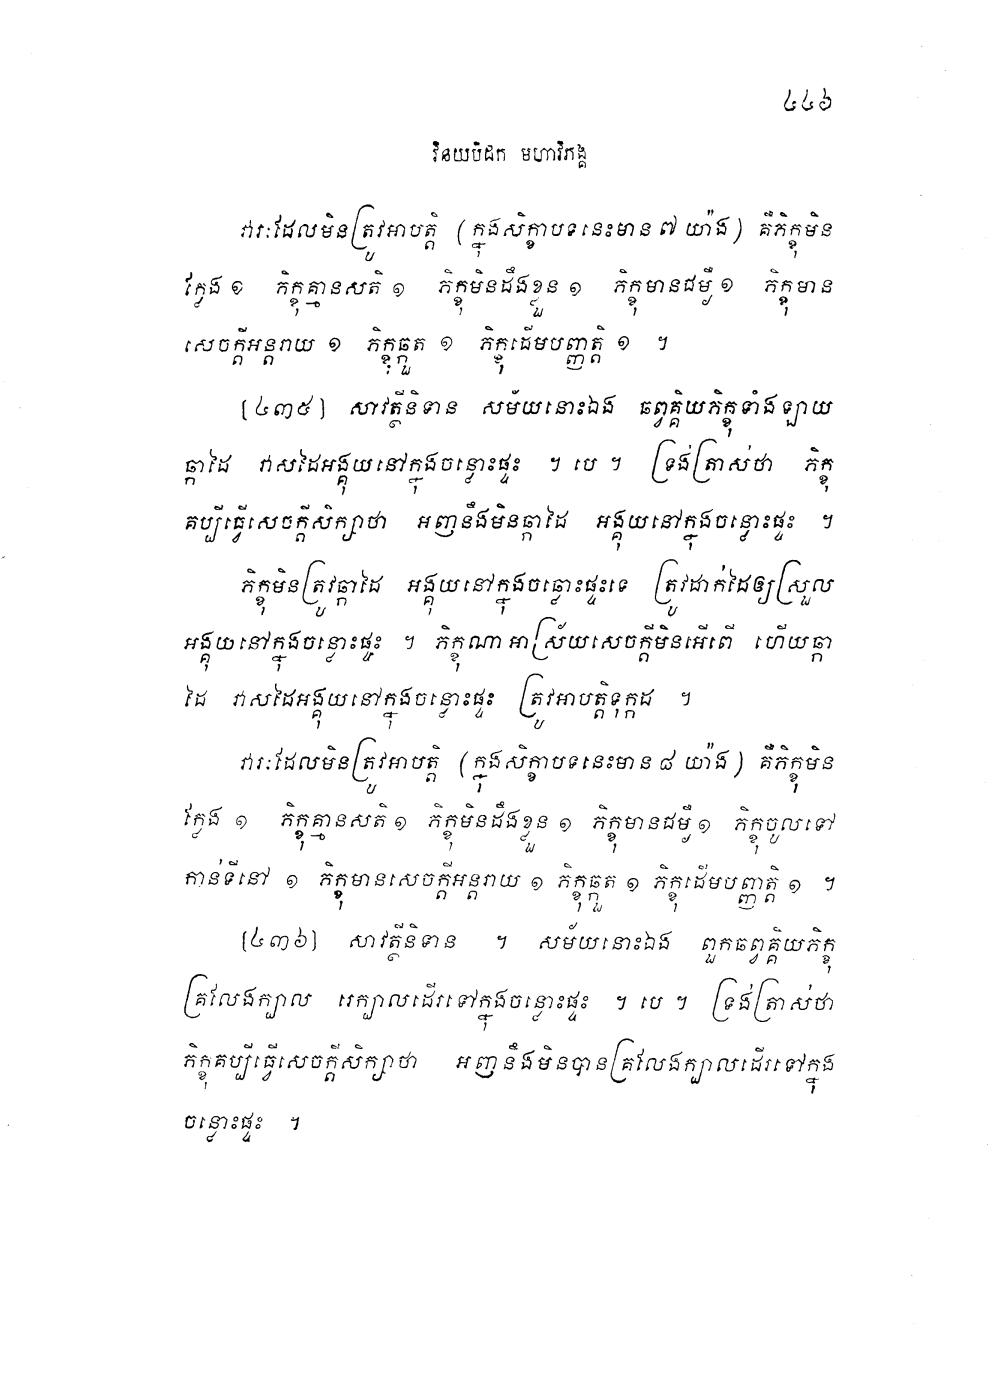 ៤៤៦
វិនយបិដក មហាវិភង្គ
វារៈដែលមិនត្រូវអាបត្តិ (ក្នុងសិក្ខាបទនេះមាន ៧ យ៉ាង) គឺភិក្ខុមិន
ក្លែង ១ ភិក្ខុគ្មានសតិ ១ ភិក្ខុមិនដឹងខ្លួន ១ ភិក្ខុមានជម្ងឺ ១ ភិក្ខុមាន
សេចក្តីអន្តរាយ ១ ភិក្ខុឆ្កួត ១ ភិក្ខុដើមបញ្ញត្តិ ១ ។
[៤៣៥] សាវត្ថីនិទាន សម័យនោះឯង ឆព្វគ្គិយភិក្ខុទាំងឡាយ
ឆ្កាដៃ វាសដៃអង្គុយនៅក្នុងចន្លោះផ្ទះ ។ បេ ។ ទ្រង់ត្រាស់ថា ភិក្ខុ
គប្បីធ្វើសេចក្តីសិក្សាថា អញនឹងមិនឆ្កាដៃ អង្គុយនៅក្នុងចន្លោះផ្ទះ ។
ភិក្ខុមិនត្រូវឆ្កាដៃ អង្គុយនៅក្នុងចន្លោះផ្ទះទេ ត្រូវដាក់ដៃឲ្យស្រួល
អង្គុយនៅក្នុងចន្លោះផ្ទះ ។ ភិក្ខុណាអាស្រ័យសេចក្តីមិនអើពើ ហើយឆ្កា
ដៃ វាសដៃអង្គុយនៅក្នុងចន្លោះផ្ទះ ត្រូវអាបត្តិទុក្កដ ។
វារៈដែលមិនត្រូវអាបត្តិ (ក្នុងសិក្ខាបទនេះមាន ៨ យ៉ាង) គឺភិក្ខុមិន
ក្លែង ១ ភិក្ខុគ្មានសតិ ១ ភិក្ខុមិនដឹងខ្លួន ១ ភិក្ខុមានជម្ងឺ ១ ភិក្ខុចូលទៅ
កាន់ទីនៅ ១ ភិក្ខុមានសេចក្តីអន្តរាយ ១ ភិក្ខុឆ្កួត ១ ភិក្ខុដើមបញ្ញត្តិ ១ ។
[៤៣៦] សាវត្ថីនិទាន ។ សម័យនោះឯង ពួកឆព្វគ្គិយភិក្ខុ
គ្រលែងក្បាល រេក្បាលដើរទៅក្នុងចន្លោះផ្ទះ ។ បេ ។ ទ្រង់ត្រាស់ថា
ភិក្ខុគប្បីធ្វើសេចក្តីសិក្សាថា អញនឹងមិនបានគ្រលែងក្បាលដើរទៅក្នុង
ចន្លោះផ្ទះ ។